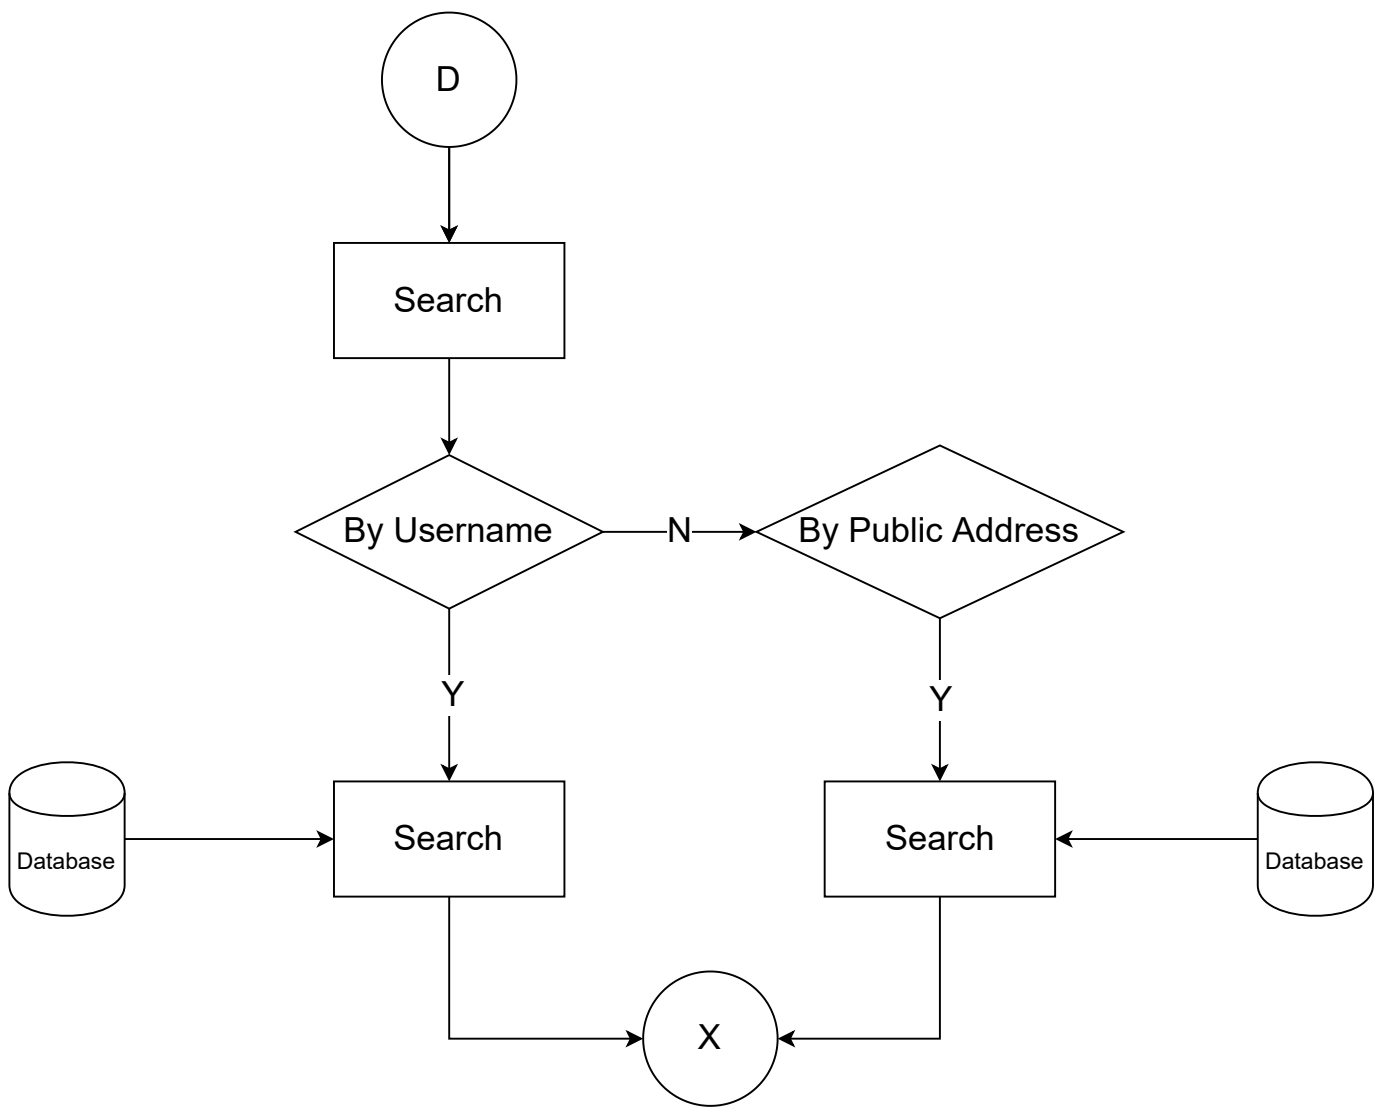 D
Search
By Username
N
By Public Address
Y
Y
Database
Search
Search
Database
X